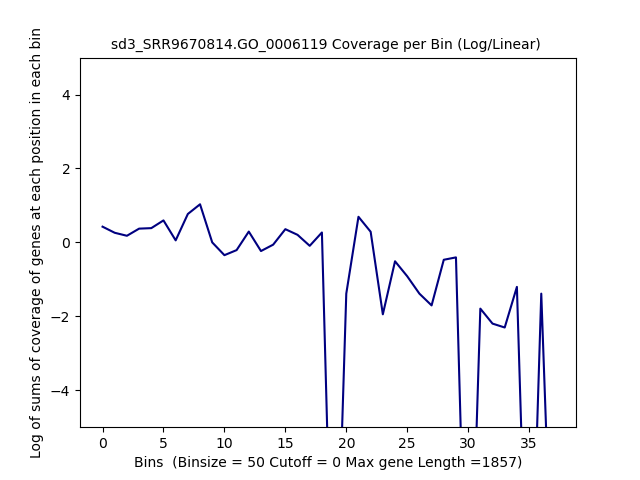 sd3_SRR9670814.GO_0006119 Coverage per Bin (Log/Linear)
Log of sums of coverage of genes at each position in each bin
4
2
0
−2
−4
0 5 10 15 20 25 30 35
Bins  (Binsize = 50 Cutoff = 0 Max gene Length =1857)